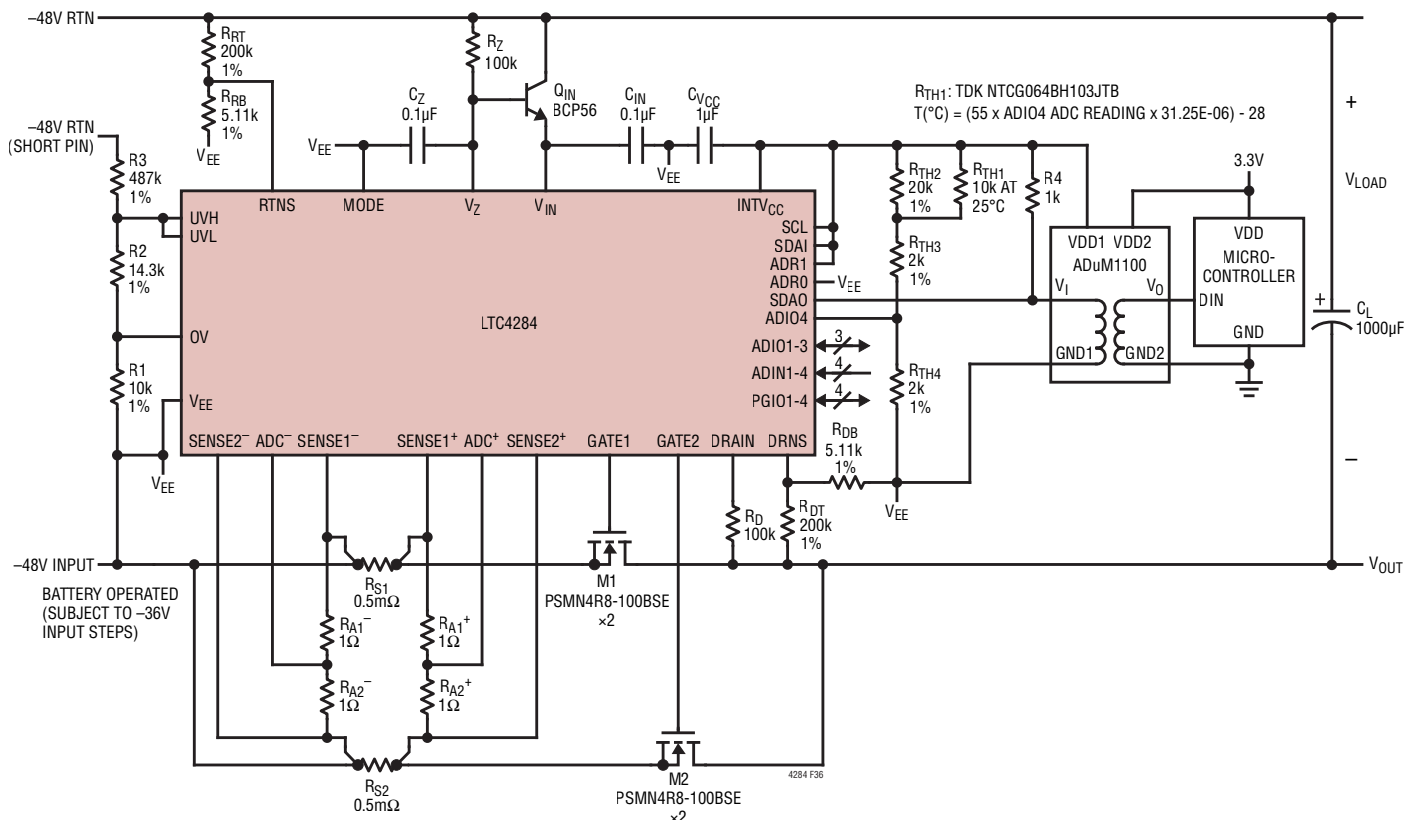 –48V RTN
RRT
200k
1%
RRB
5.11k
1%
VEE
RZ
100k
QIN
BCP56
CZ
0.1µF
VEE
CIN
0.1µF
CVCC
1µF
VEE
RTH1: TDK NTCG064BH103JTB
T(°C) = (55 x ADIO4 ADC READING x 31.25E-06) - 28
–48V RTN
(SHORT PIN)
R3
487k
1%
R2
14.3k
1%
R1
10k
1%
VEE
RTNS
MODE
VZ
VIN
INTVCC
UVH
UVL
OV
VEE
LTC4284
SCL
SDAI
ADR1
ADR0
VEE
SDAO
ADIO4
ADIO1-3
3
ADIN1-4
4
PGIO1-4
4
SENSE2–
ADC–
SENSE1–
SENSE1+
ADC+
SENSE2+
GATE1
GATE2
DRAIN
DRNS
RTH2
20k
1%
RTH1
10k AT
25°C
R4
1k
RTH3
2k
1%
RTH4
2k
1%
RDB
5.11k
1%
VEE
RD
100k
RDT
200k
1%
VDD1
VDD2
ADuM1100
VI
VO
GND1
GND2
3.3V
VDD
MICRO-
CONTROLLER
DIN
GND
+
VLOAD
–
+
CL
1000µF
–48V INPUT
BATTERY OPERATED
(SUBJECT TO –36V
INPUT STEPS)
RS1
0.5mΩ
RA1–
1Ω
RA1+
1Ω
RA2–
1Ω
RA2+
1Ω
RS2
0.5mΩ
M1
PSMN4R8-100BSE
×2
M2
PSMN4R8-100BSE
×2
VOUT
4284 F36